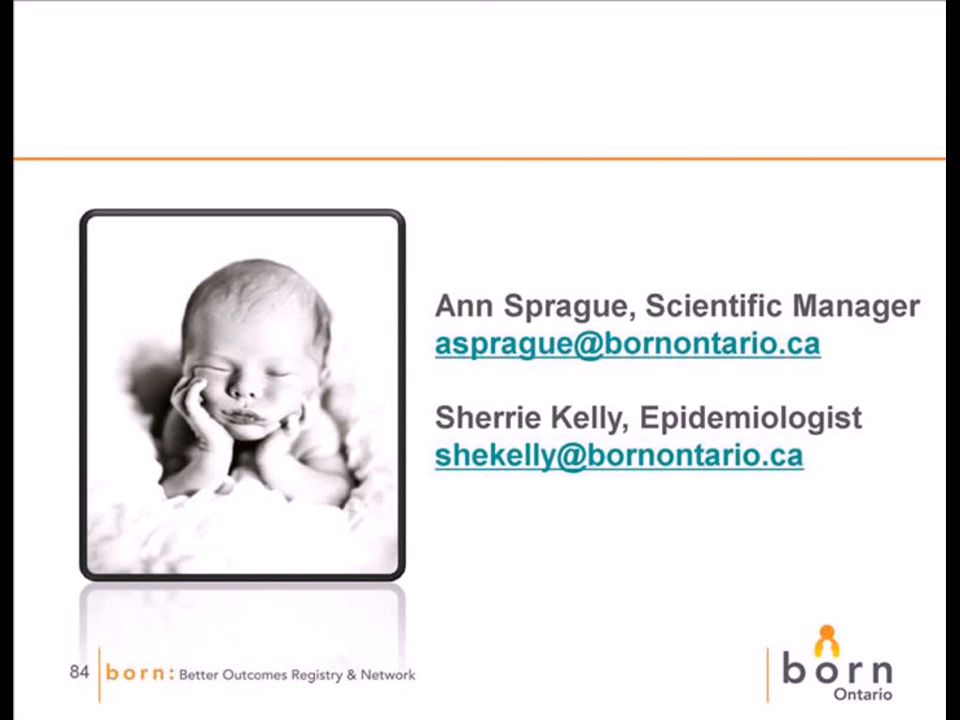 Ann Sprague, Scientific Manager
asprague@bornontario.ca
Sherrie Kelly, Epidemiologist
shekelly@bornontario.ca
84 born: Better Outcomes Registry & Network
born
Ontario